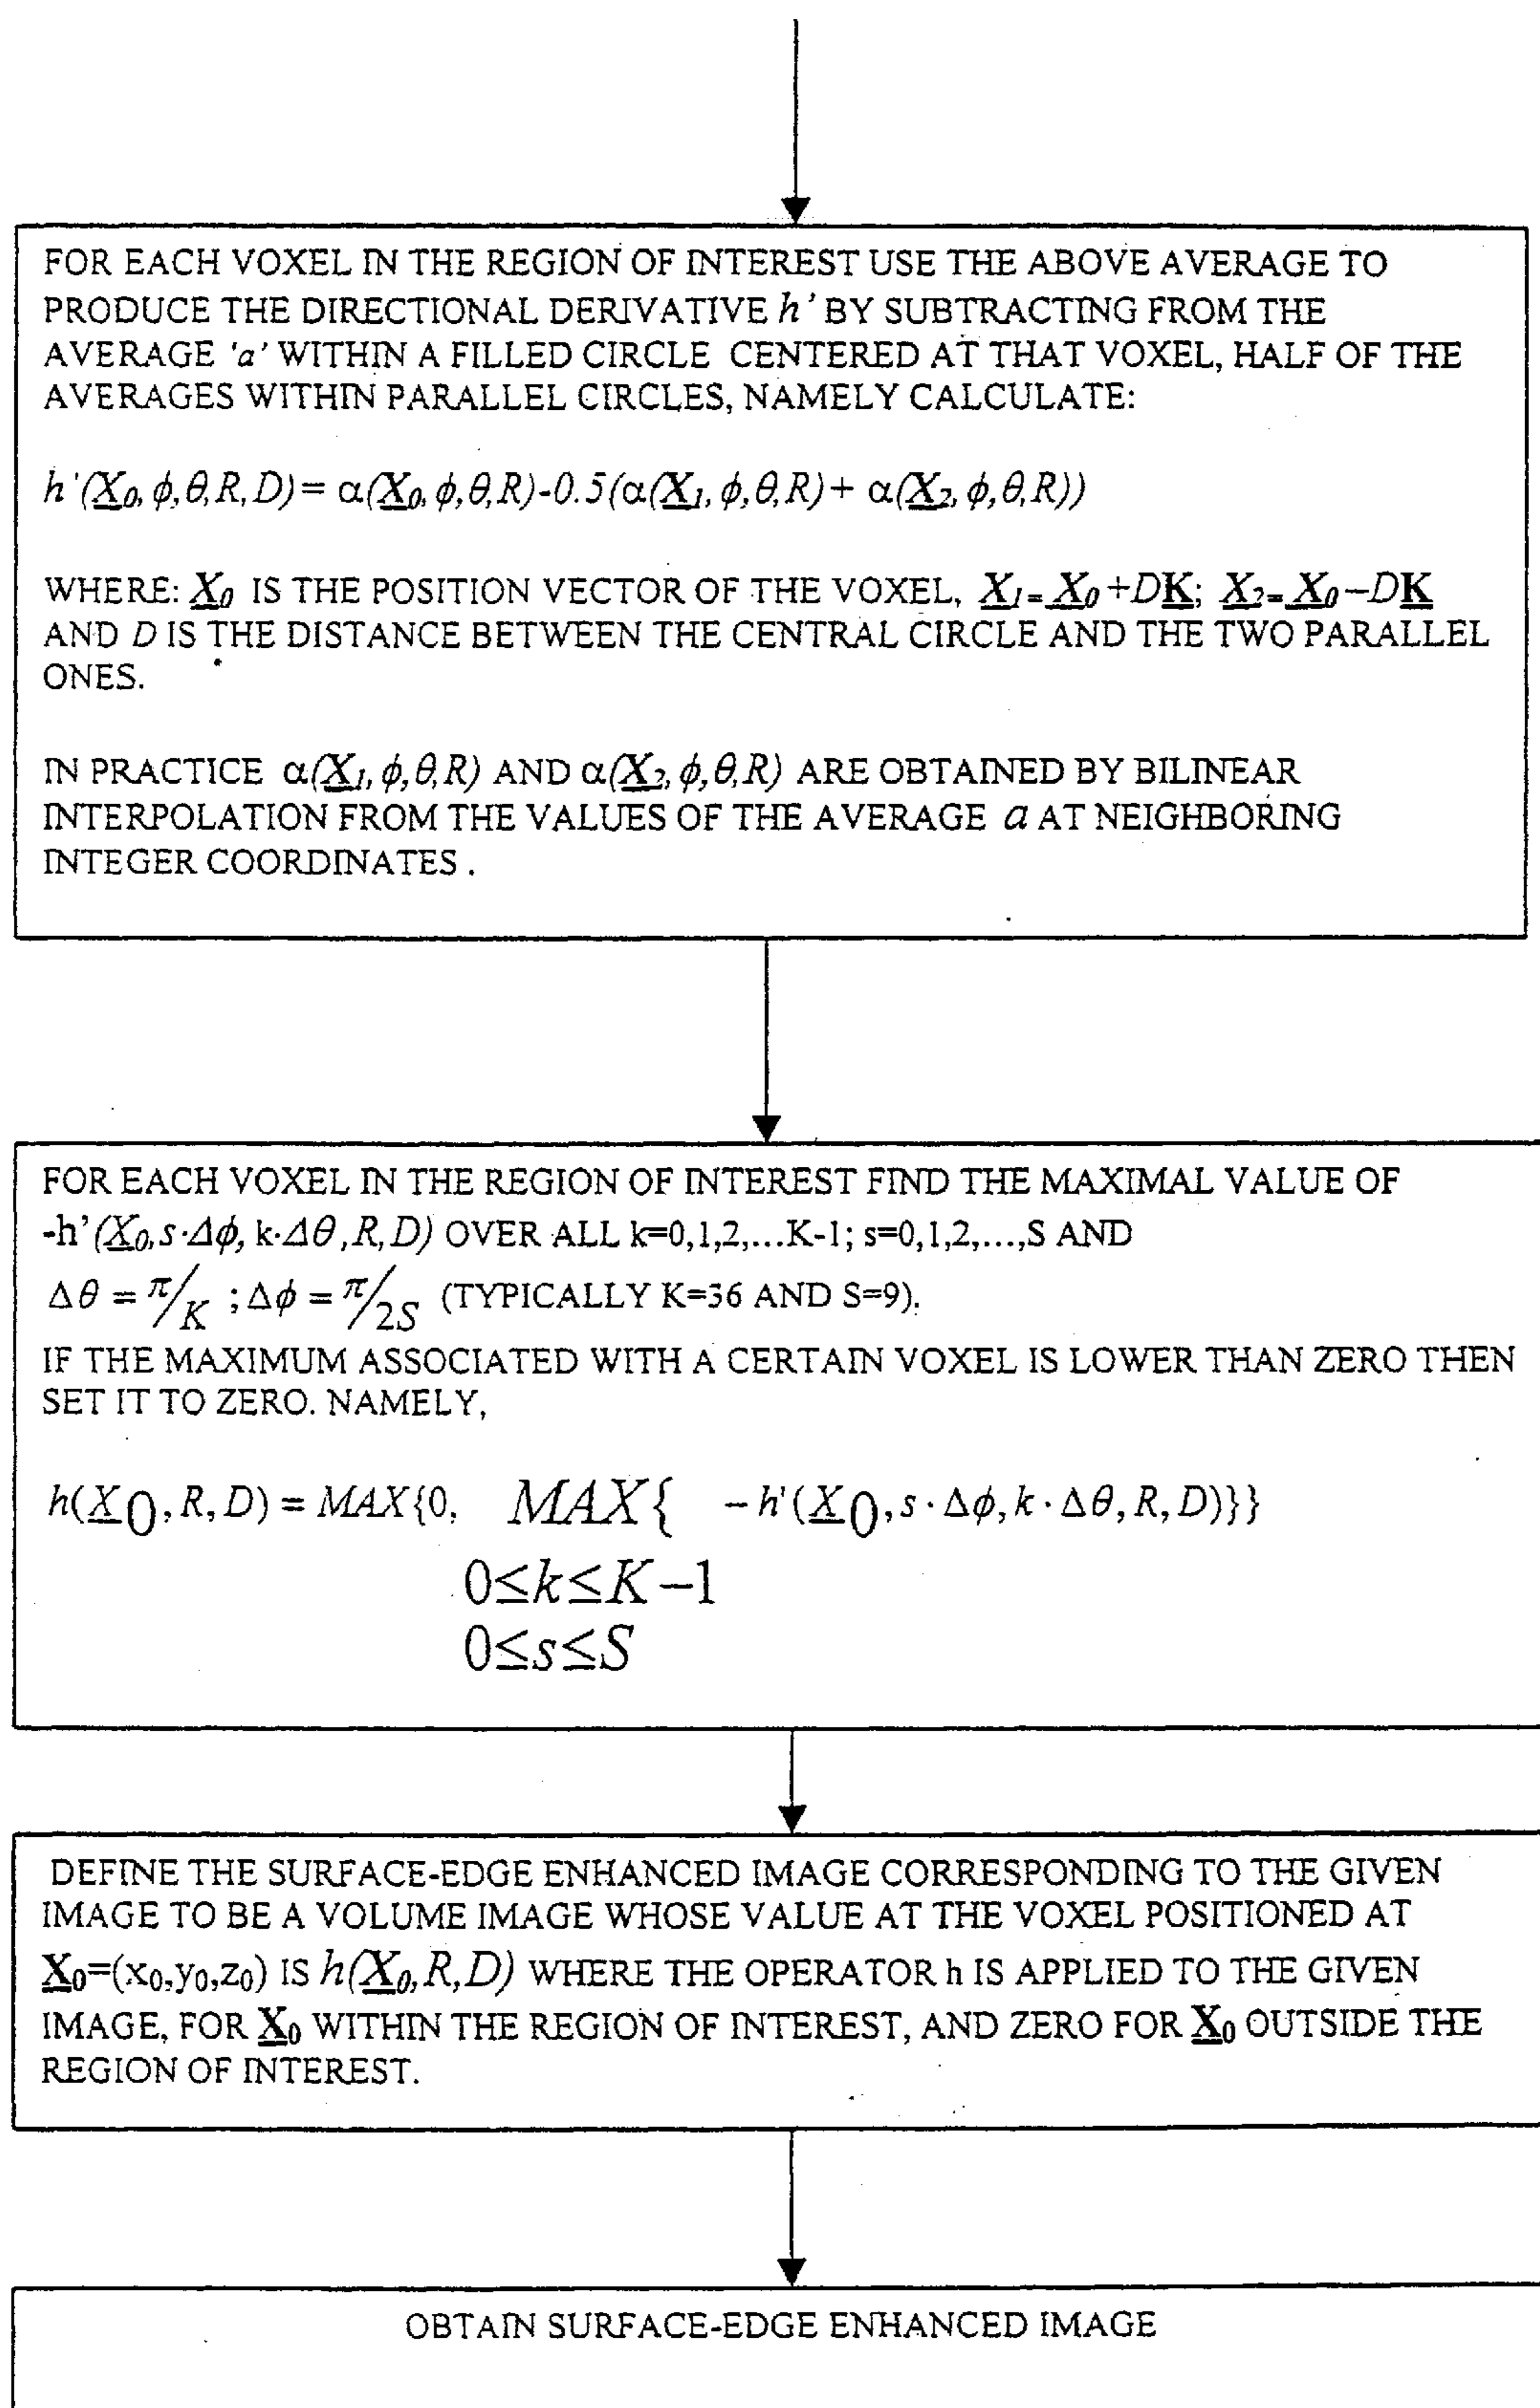 FOR EACH VOXEL IN THE REGION OF INTEREST USE THE ABOVE AVERAGE TO
PRODUCE THE DIRECTIONAL DERIVATIVE h' BY SUBTRACTING FROM THE
AVERAGE 'a' WITHIN A FILLED CIRCLE CENTERED AT THAT VOXEL, HALF OF THE
AVERAGES WITHIN PARALLEL CIRCLES, NAMELY CALCULATE:
h'(X₀, ϕ, θ, R, D)= α(X₀, ϕ, θ, R)-0.5(α(X₁, ϕ, θ, R)+ α(X₂, ϕ, θ, R))
WHERE: X₀ IS THE POSITION VECTOR OF THE VOXEL, X₁=X₀+DK; X₂=X₀−DK
AND D IS THE DISTANCE BETWEEN THE CENTRAL CIRCLE AND THE TWO PARALLEL
ONES.
IN PRACTICE α(X₁, ϕ, θ, R) AND α(X₂, ϕ, θ, R) ARE OBTAINED BY BILINEAR
INTERPOLATION FROM THE VALUES OF THE AVERAGE a AT NEIGHBORING
INTEGER COORDINATES .
FOR EACH VOXEL IN THE REGION OF INTEREST FIND THE MAXIMAL VALUE OF
-h'(X₀, s·Δϕ, k·Δθ, R, D) OVER ALL k=0,1,2,...K-1; s=0,1,2,...,S AND
Δθ = π/K ; Δϕ = π/2S (TYPICALLY K=36 AND S=9).
IF THE MAXIMUM ASSOCIATED WITH A CERTAIN VOXEL IS LOWER THAN ZERO THEN
SET IT TO ZERO. NAMELY,
h(X0, R, D) = MAX{0, MAX{ −h'(X0, s·Δϕ, k·Δθ, R, D)}}
0≤k≤K−1
0≤s≤S
DEFINE THE SURFACE-EDGE ENHANCED IMAGE CORRESPONDING TO THE GIVEN
IMAGE TO BE A VOLUME IMAGE WHOSE VALUE AT THE VOXEL POSITIONED AT
X₀=(x₀,y₀,z₀) IS h(X₀, R, D) WHERE THE OPERATOR h IS APPLIED TO THE GIVEN
IMAGE, FOR X₀ WITHIN THE REGION OF INTEREST, AND ZERO FOR X₀ OUTSIDE THE
REGION OF INTEREST.
OBTAIN SURFACE-EDGE ENHANCED IMAGE